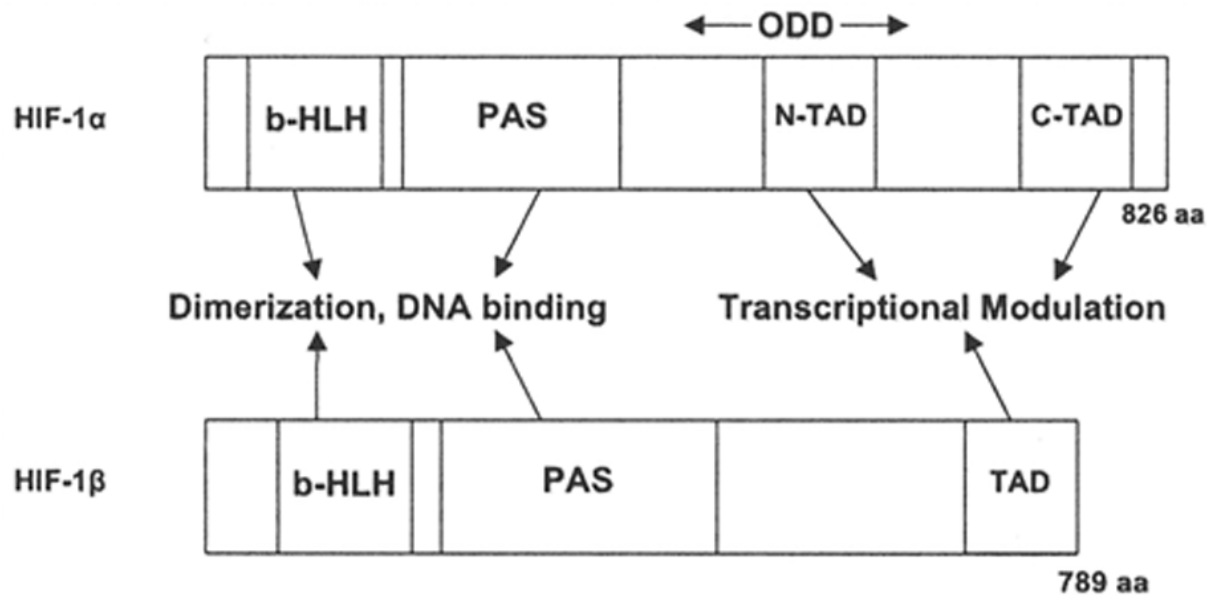 ODD
HIF-1α
b-HLH
PAS
N-TAD
C-TAD
826 aa
Dimerization, DNA binding
Transcriptional Modulation
HIF-1β
b-HLH
PAS
TAD
789 aa